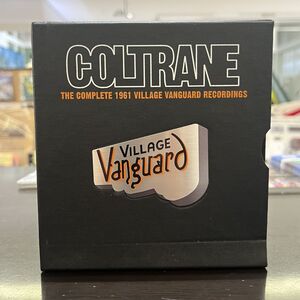 COLTRANE
THE COMPLETE 1961 VILLAGE VANGUARD RECORDINGS
VILLAGE
Vanguard